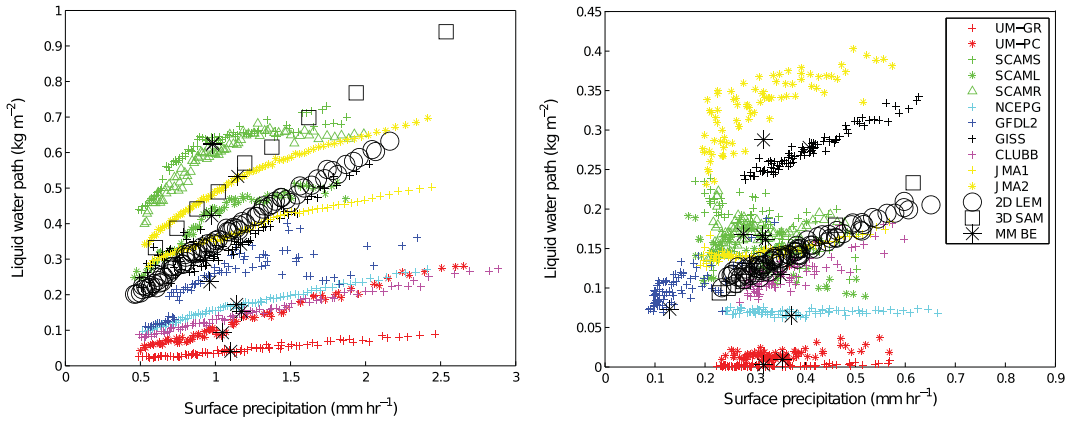 1
0.9
0.8
0.7
0.6
0.5
0.4
0.3
0.2
0.1
0
0 0.5 1 1.5 2 2.5 3
Liquid water path (kg m−2)
Surface precipitation (mm hr−1)
0.45
0.4
0.35
0.3
0.25
0.2
0.15
0.1
0.05
0
0 0.1 0.2 0.3 0.4 0.5 0.6 0.7 0.8 0.9
Liquid water path (kg m−2)
Surface precipitation (mm hr−1)
UM−GR
UM−PC
SCAMS
SCAML
SCAMR
NCEPG
GFDL2
GISS
CLUBB
JMA1
JMA2
2D LEM
3D SAM
MM BE